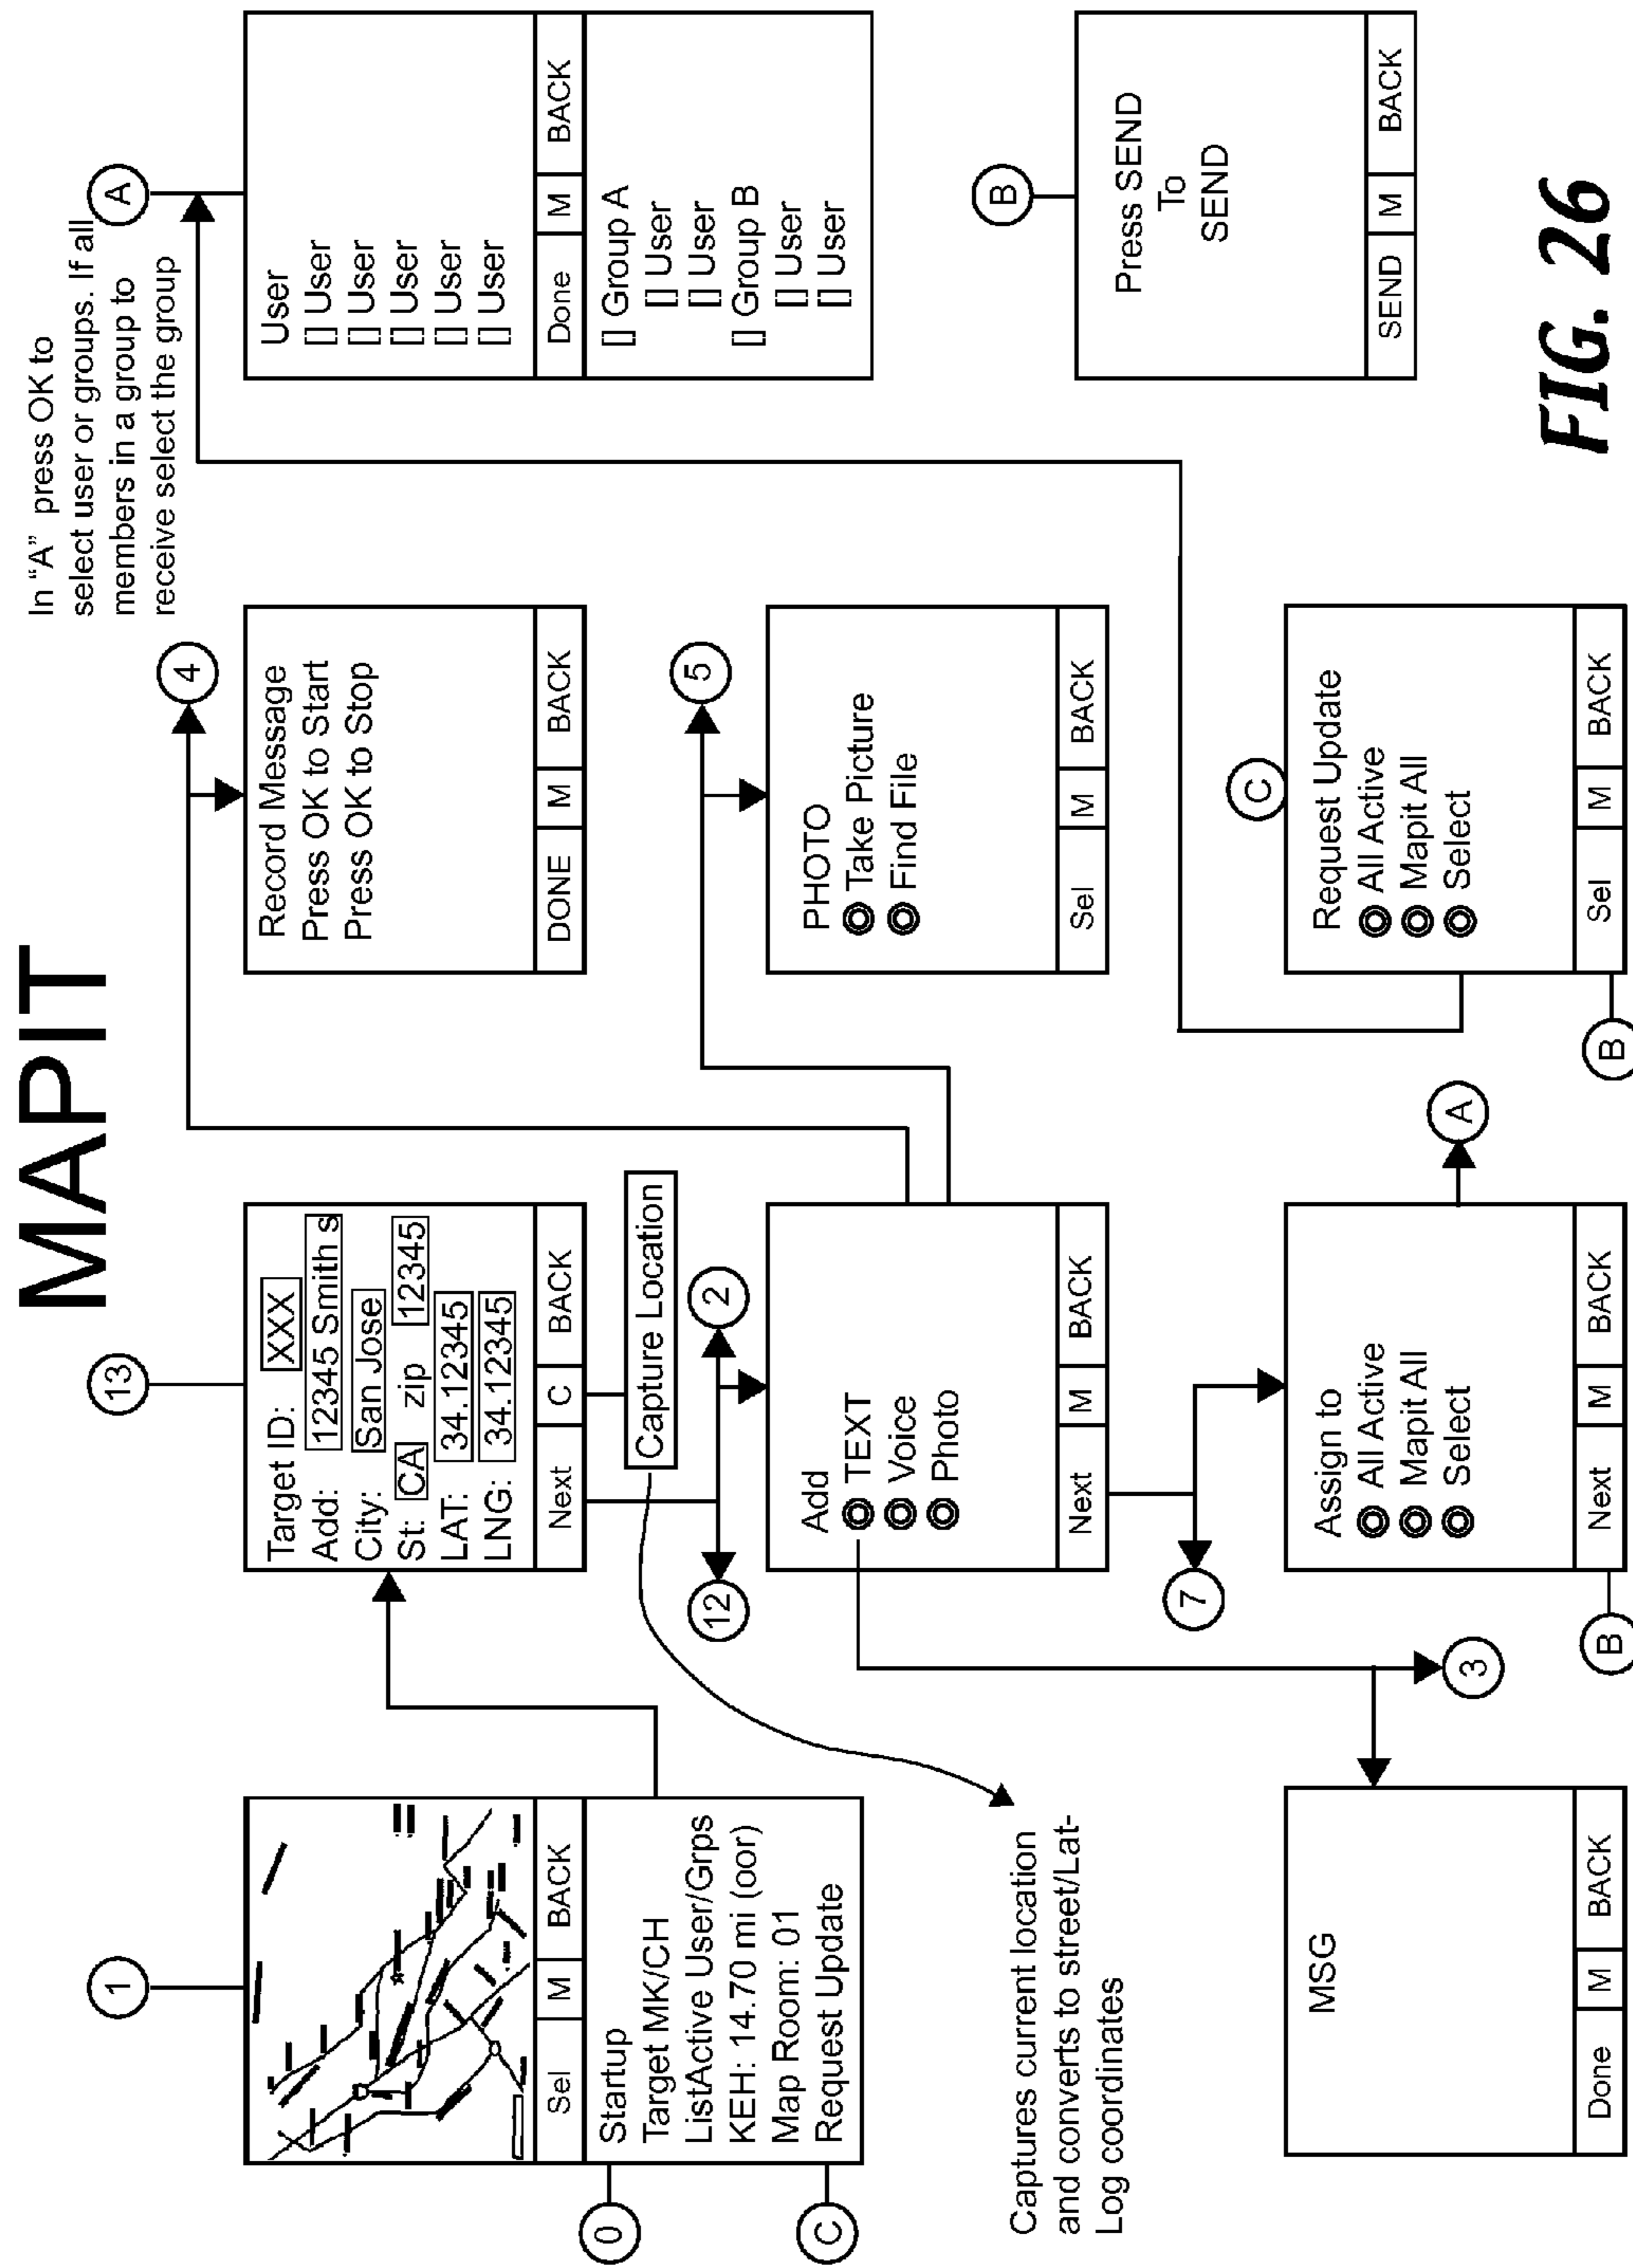 MAPIT
1
Sel M BACK
0
Startup
Target MK/CH
ListActive User/Grps
KEH: 14.70 mi (oor)
Map Room: 01
Request Update
C
Captures current location
and converts to street/Lat-
Log coordinates
MSG
Done M BACK
13
Target ID: XXX
Add: 12345 Smith s
City: San Jose
St: CA zip 12345
LAT: 34.12345
LNG: 34.12345
Next C BACK
Capture Location
12
2
Add
TEXT
Voice
Photo
Next M BACK
7
3
Assign to
All Active
Mapit All
Select
Next M BACK
B
A
4
Record Message
Press OK to Start
Press OK to Stop
DONE M BACK
5
PHOTO
Take Picture
Find File
Sel M BACK
C
Request Update
All Active
Mapit All
Select
Sel M BACK
B
In “A” press OK to
select user or groups. If all
members in a group to
receive select the group
A
User
[] User
[] User
[] User
[] User
[] User
Done M BACK
[] Group A
[] User
[] User
[] Group B
[] User
[] User
B
Press SEND
To
SEND
SEND M BACK
FIG. 26